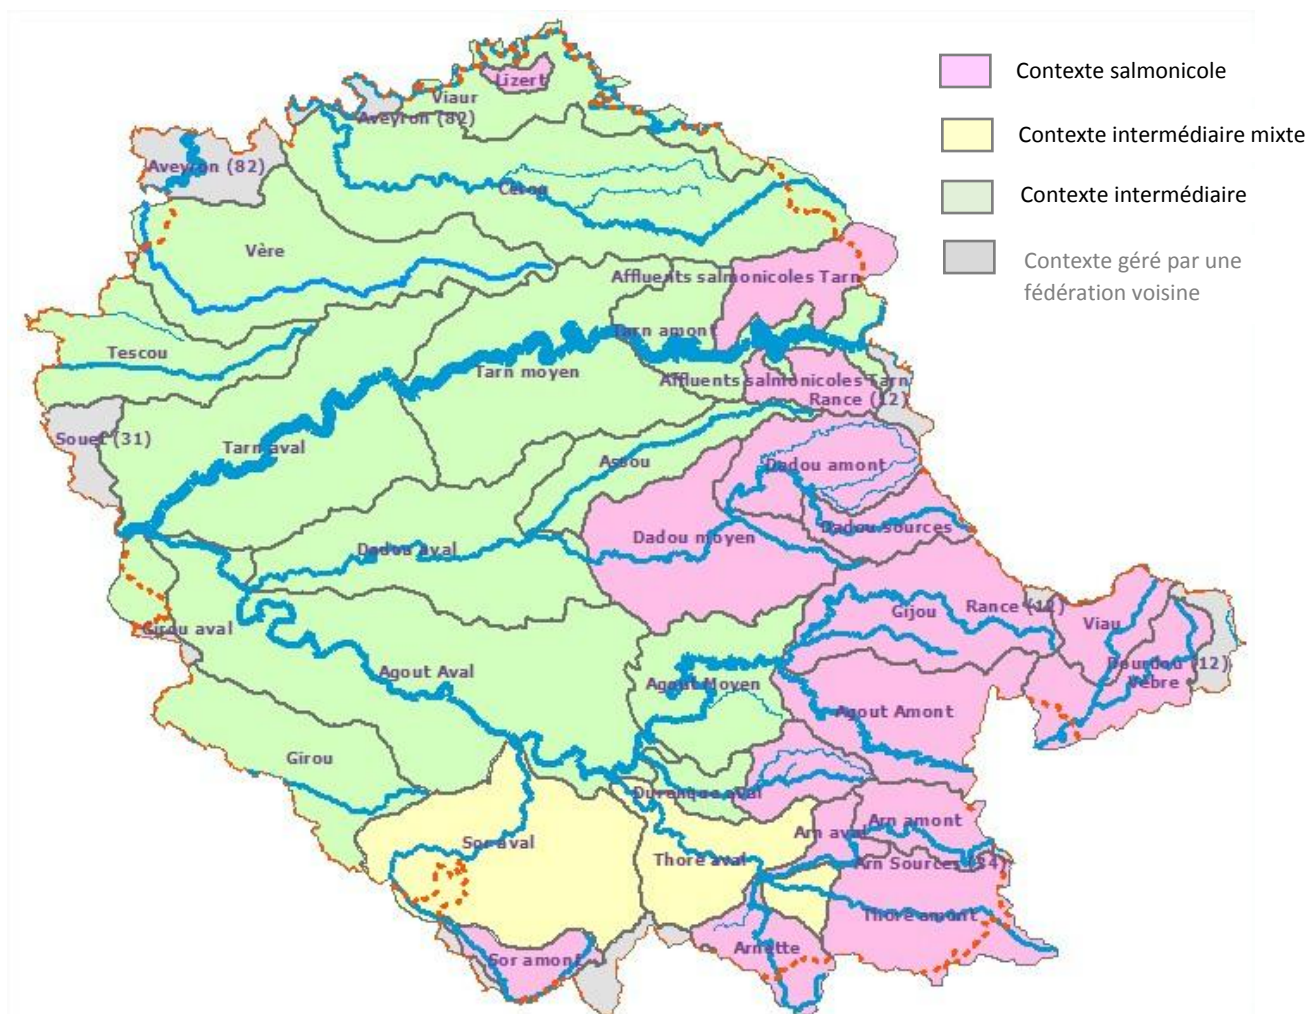 Lizert
Viaur
Aveyron (82)
Aveyron (82)
Cérou
Vère
Affluents salmonicoles Tarn
Tarn amont
Tescou
Tarn moyen
Affluents salmonicoles Tarn
Rance (12)
Souet (31)
Tarn aval
Assou
Dadou amont
Dadou sources
Dadou moyen
Dadou aval
Gijou
Rance (12)
Viau
Girou aval
Dourdou (12)
Vèbre
Agout Aval
Agout Moyen
Agout Amont
Girou
Durenque aval
Arn amont
Arn aval
Sor aval
Thoré aval
Arn Sources (34)
Thoré amont
Arnette
Sor amont
Contexte salmonicole
Contexte intermédiaire mixte
Contexte intermédiaire
Contexte géré par une
fédération voisine